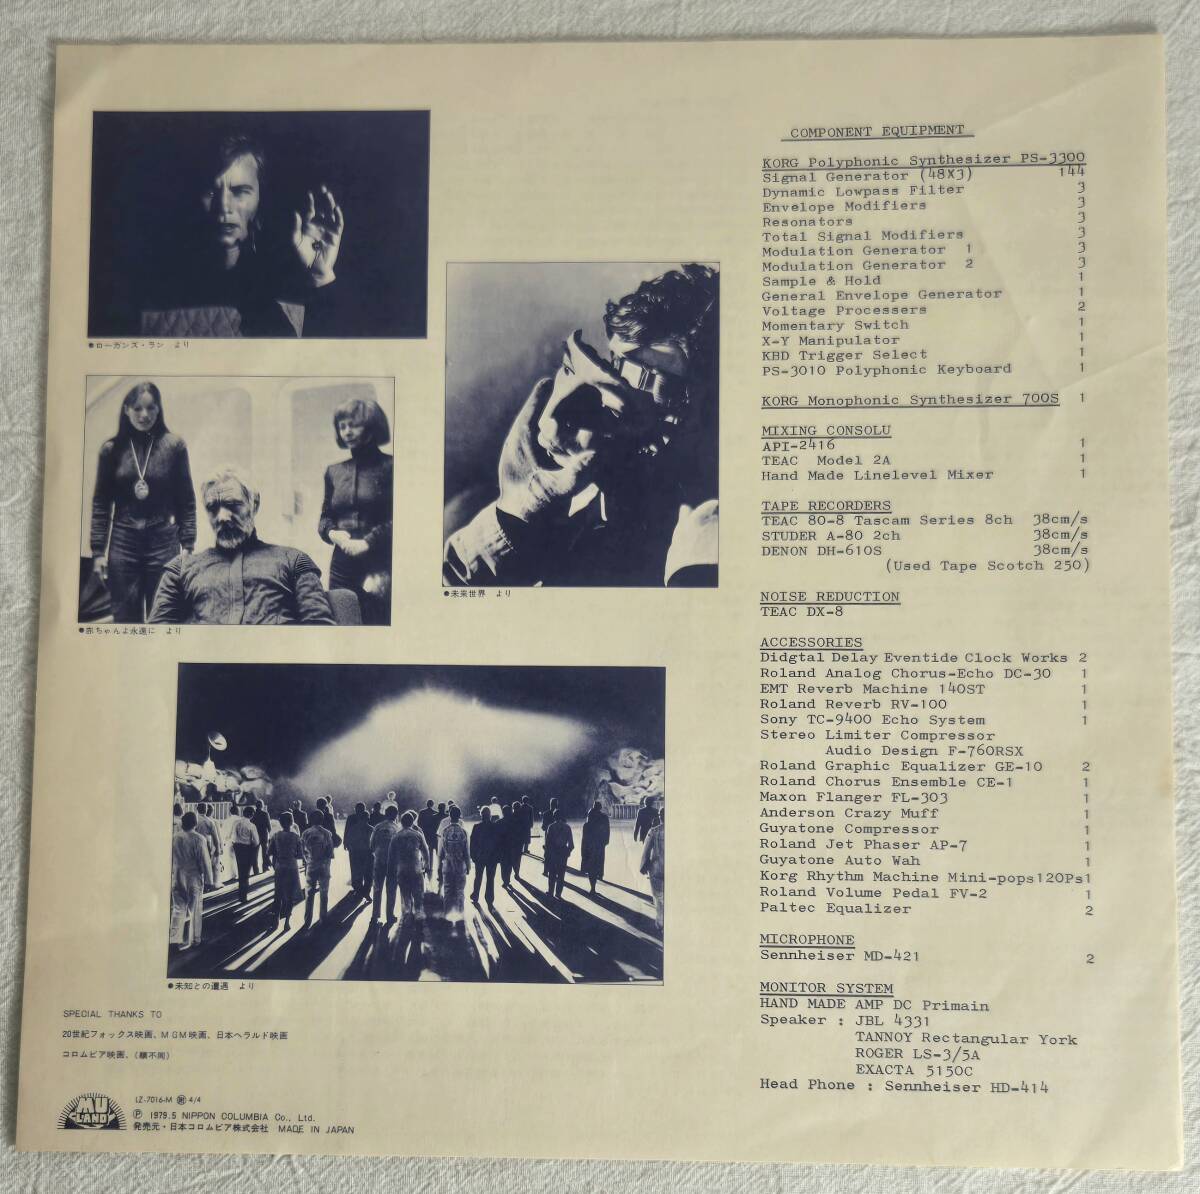 ●ローガンズ・ラン より
●赤ちゃんよ永遠に より
●未来世界 より
●未知との遭遇 より
SPECIAL THANKS TO
20世紀フォックス映画、MGM映画、日本ヘラルド映画
コロムビア映画、(順不同)
MU LAND
LZ-7016-M 4/4
Ⓟ 1979.5 NIPPON COLUMBIA Co., Ltd.
発売元・日本コロムビア株式会社 MADE IN JAPAN
COMPONENT EQUIPMENT
KORG Polyphonic Synthesizer PS-3300
Signal Generator (48X3) 144
Dynamic Lowpass Filter 3
Envelope Modifiers 3
Resonators 3
Total Signal Modifiers 3
Modulation Generator 1 3
Modulation Generator 2 3
Sample & Hold 1
General Envelope Generator 1
Voltage Processers 2
Momentary Switch 1
X-Y Manipulator 1
KBD Trigger Select 1
PS-3010 Polyphonic Keyboard 1
KORG Monophonic Synthesizer 700S 1
MIXING CONSOLU
API-2416 1
TEAC Model 2A 1
Hand Made Linelevel Mixer 1
TAPE RECORDERS
TEAC 80-8 Tascam Series 8ch 38cm/s
STUDER A-80 2ch 38cm/s
DENON DH-610S 38cm/s
(Used Tape Scotch 250)
NOISE REDUCTION
TEAC DX-8
ACCESSORIES
Didgtal Delay Eventide Clock Works 2
Roland Analog Chorus-Echo DC-30 1
EMT Reverb Machine 140ST 1
Roland Reverb RV-100 1
Sony TC-9400 Echo System 1
Stereo Limiter Compressor
Audio Design F-760RSX
Roland Graphic Equalizer GE-10 2
Roland Chorus Ensemble CE-1 1
Maxon Flanger FL-303 1
Anderson Crazy Muff 1
Guyatone Compressor 1
Roland Jet Phaser AP-7 1
Guyatone Auto Wah 1
Korg Rhythm Machine Mini-pops120Ps1
Roland Volume Pedal FV-2 1
Paltec Equalizer 2
MICROPHONE
Sennheiser MD-421 2
MONITOR SYSTEM
HAND MADE AMP DC Primain
Speaker : JBL 4331
TANNOY Rectangular York
ROGER LS-3/5A
EXACTA 5150C
Head Phone : Sennheiser HD-414